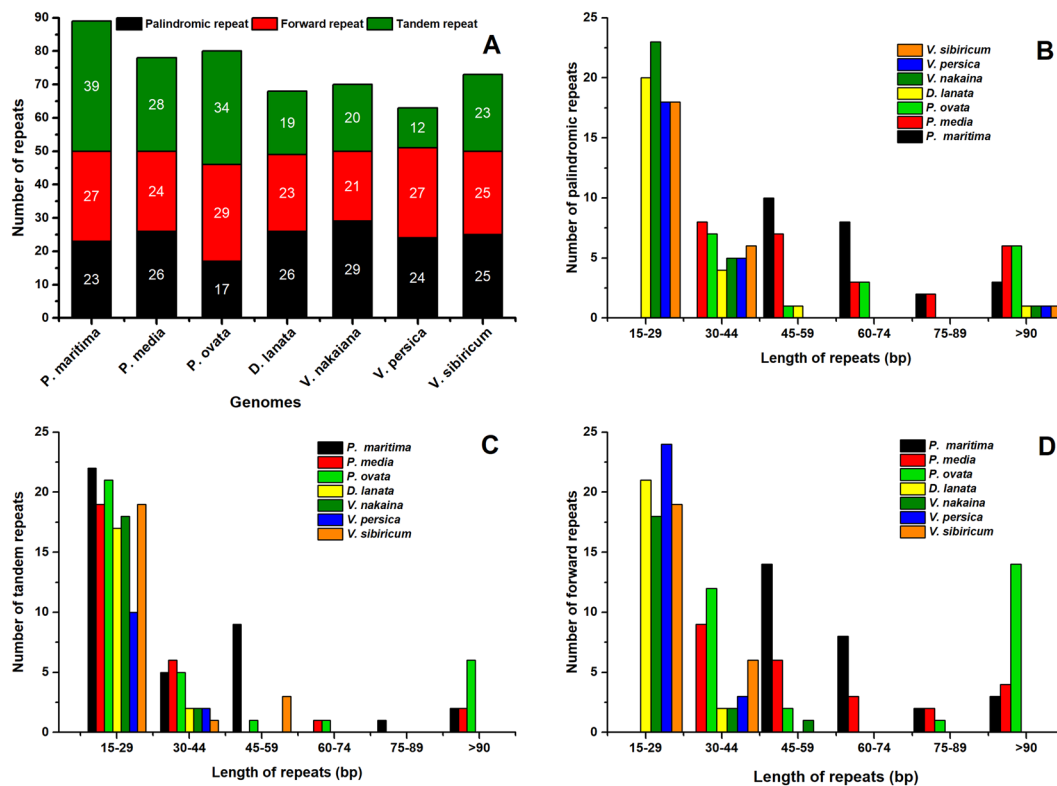 Palindromic repeat Forward repeat Tandem repeat
A
Number of repeats
90
80
70
60
50
40
30
20
10
0
39 28 34 19 20 12 23
27 24 29 23 21 27 25
23 26 17 26 29 24 25
P. maritima P. media P. ovata D. lanata V. nakaiana V. persica V. sibiricum
Genomes
B
Number of palindromic repeats
25
20
15
10
5
0
V. sibiricum
V. persica
V. nakaina
D. lanata
P. ovata
P. media
P. maritima
15-29 30-44 45-59 60-74 75-89 >90
Length of repeats (bp)
C
Number of tandem repeats
25
20
15
10
5
0
P. maritima
P. media
P. ovata
D. lanata
V. nakaina
V. persica
V. sibiricum
15-29 30-44 45-59 60-74 75-89 >90
Length of repeats (bp)
D
Number of forward repeats
25
20
15
10
5
0
P. maritima
P. media
P. ovata
D. lanata
V. nakaina
V. persica
V. sibiricum
15-29 30-44 45-59 60-74 75-89 >90
Length of repeats (bp)